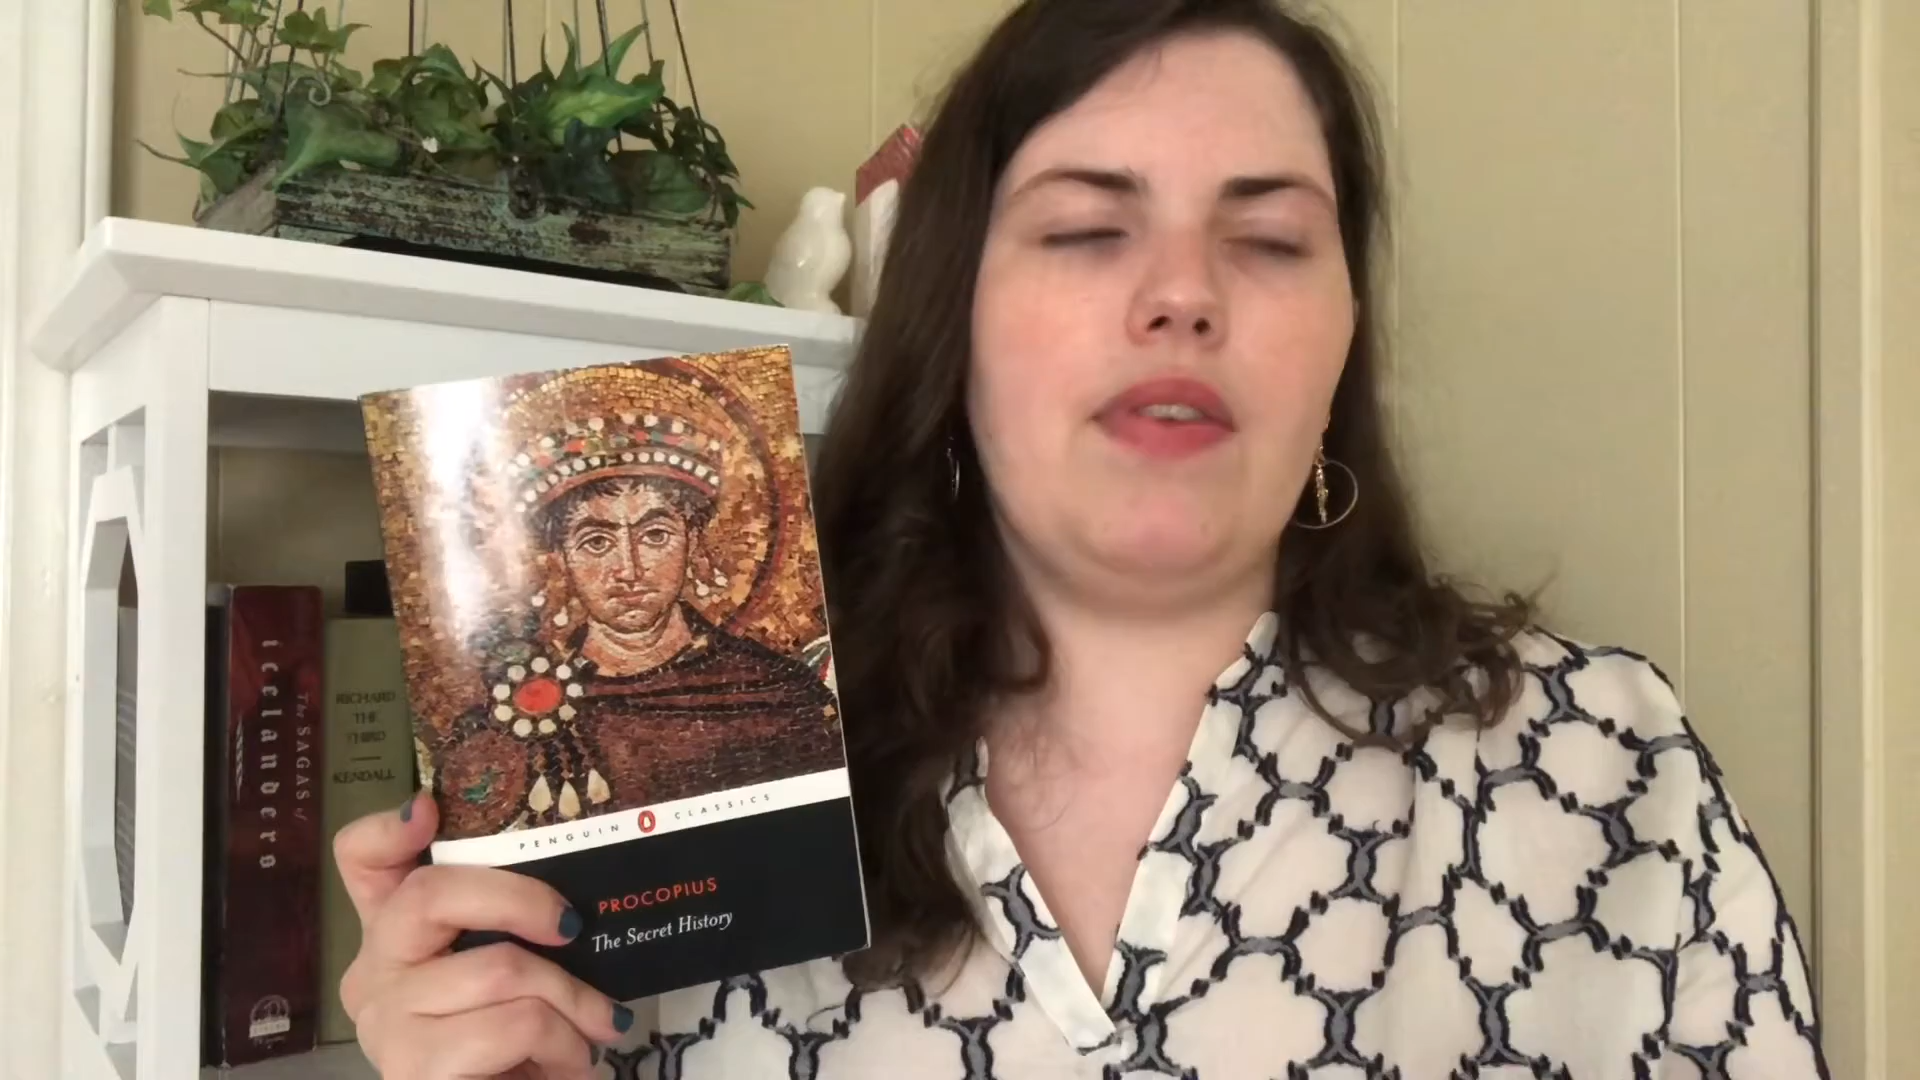 PENGUIN CLASSICS
PROCOPIUS
The Secret History
The SAGAS of
icelanders
RICHARD
THE
THIRD
KENDALL